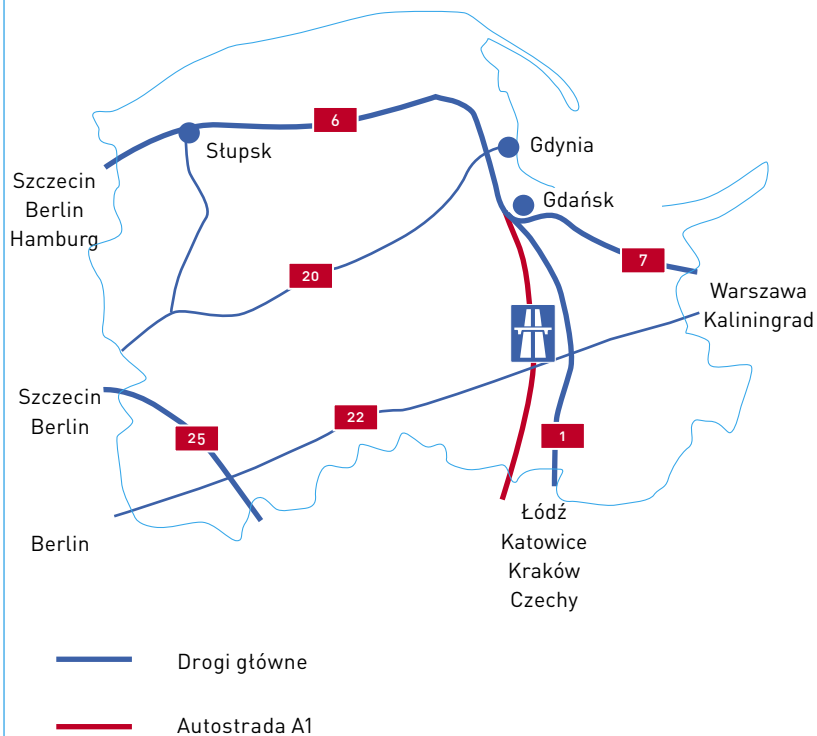 6
Słupsk
Gdynia
Szczecin
Berlin
Hamburg
Gdańsk
7
20
Warszawa
Kaliningrad
Szczecin
Berlin
22
25
1
Berlin
Łódź
Katowice
Kraków
Czechy
Drogi główne
Autostrada A1